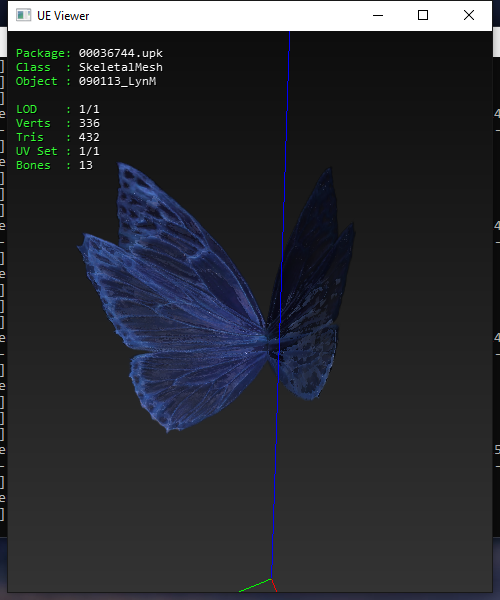 UE Viewer
Package: 00036744.upk
Class : SkeletalMesh
Object : 090113_LynM
LOD : 1/1
Verts : 336
Tris : 432
UV Set : 1/1
Bones : 13